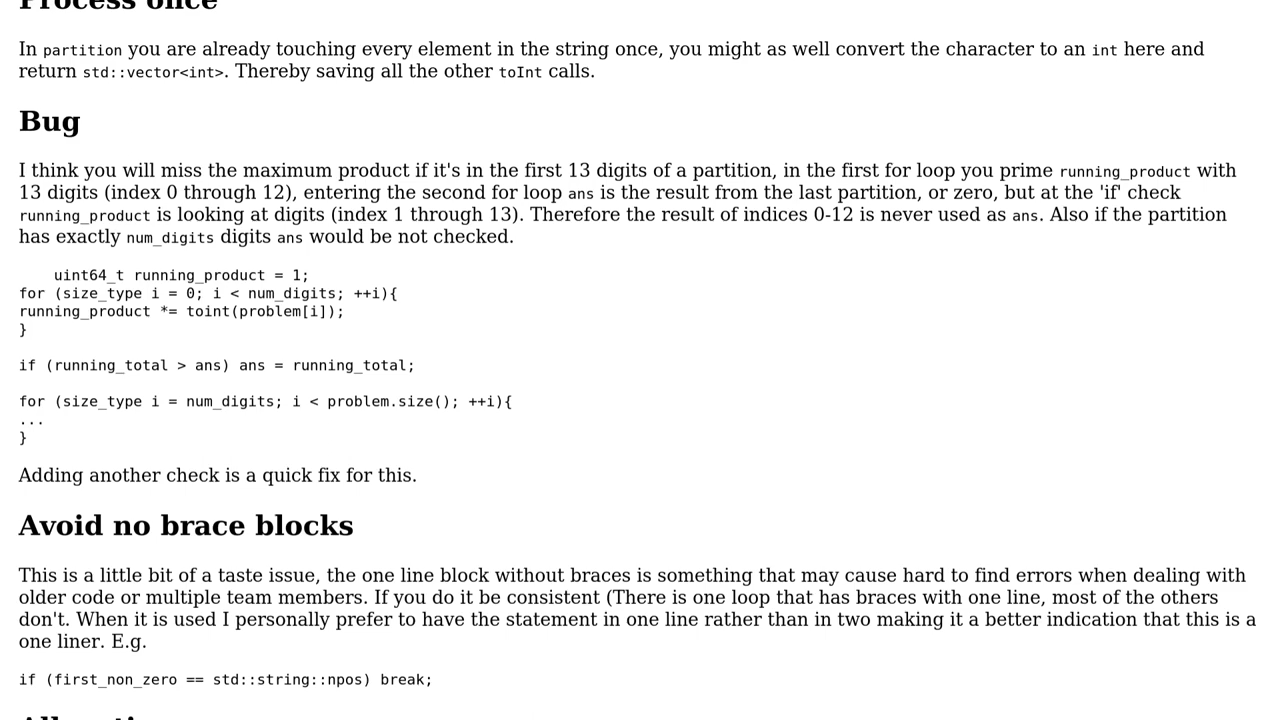 Process once
In partition you are already touching every element in the string once, you might as well convert the character to an int here and
return std::vector<int>. Thereby saving all the other toInt calls.
Bug
I think you will miss the maximum product if it's in the first 13 digits of a partition, in the first for loop you prime running_product with
13 digits (index 0 through 12), entering the second for loop ans is the result from the last partition, or zero, but at the 'if' check
running_product is looking at digits (index 1 through 13). Therefore the result of indices 0-12 is never used as ans. Also if the partition
has exactly num_digits digits ans would be not checked.
uint64_t running_product = 1;
for (size_type i = 0; i < num_digits; ++i){
running_product *= toint(problem[i]);
}
if (running_total > ans) ans = running_total;
for (size_type i = num_digits; i < problem.size(); ++i){
...
}
Adding another check is a quick fix for this.
Avoid no brace blocks
This is a little bit of a taste issue, the one line block without braces is something that may cause hard to find errors when dealing with
older code or multiple team members. If you do it be consistent (There is one loop that has braces with one line, most of the others
don't. When it is used I personally prefer to have the statement in one line rather than in two making it a better indication that this is a
one liner. E.g.
if (first_non_zero == std::string::npos) break;